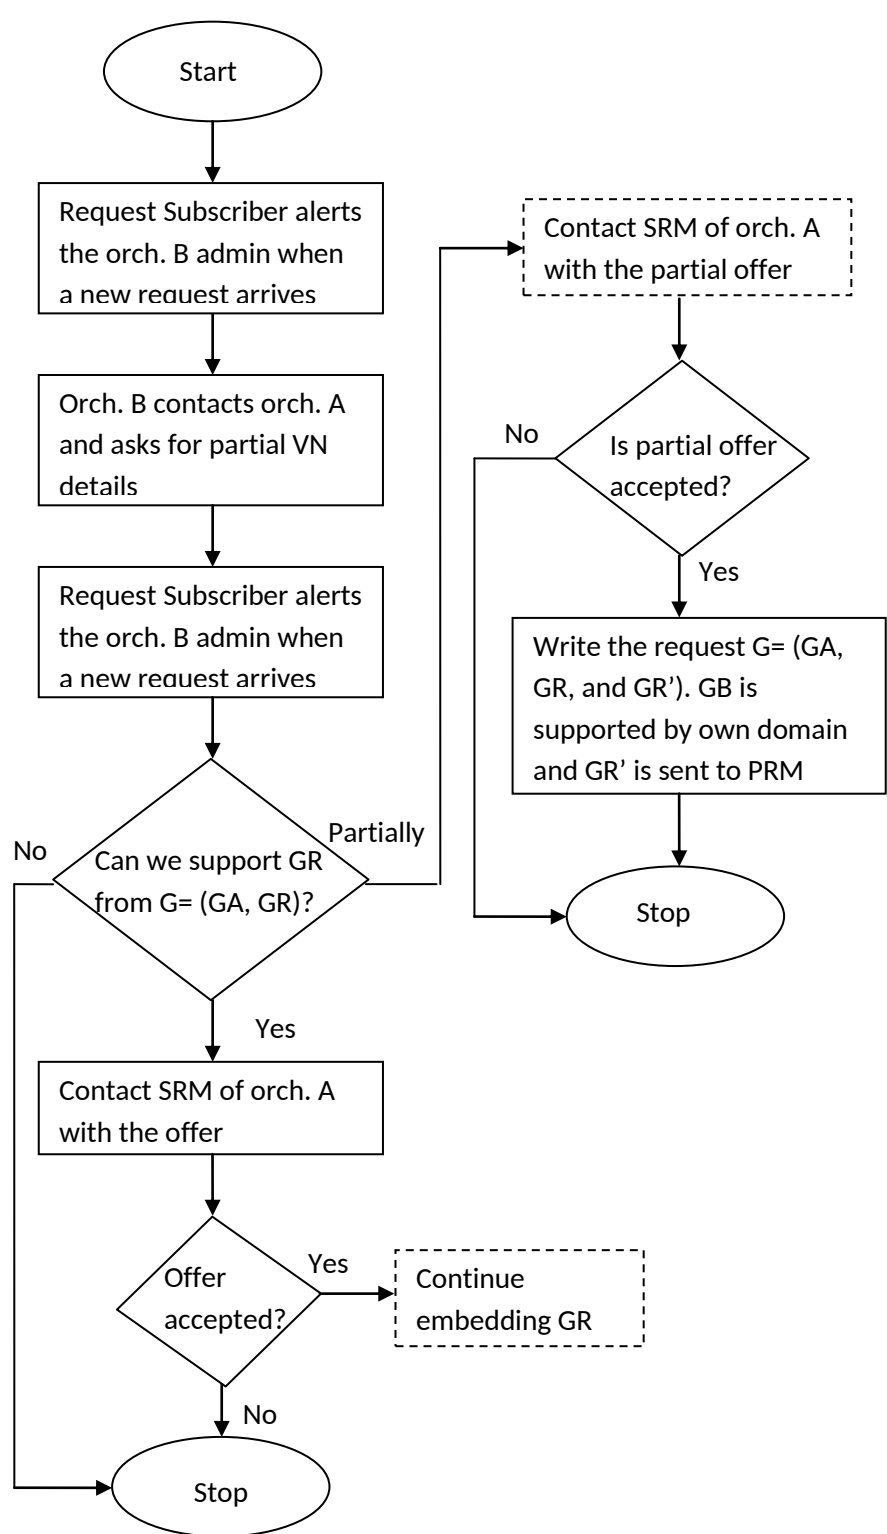 Start
Request Subscriber alerts
the orch. B admin when
a new request arrives
Orch. B contacts orch. A
and asks for partial VN
details
Request Subscriber alerts
the orch. B admin when
a new request arrives
No
Partially
Can we support GR
from G= (GA, GR)?
Yes
Contact SRM of orch. A
with the offer
Offer
accepted?
Yes
Continue
embedding GR
No
Stop
Contact SRM of orch. A
with the partial offer
No
Is partial offer
accepted?
Yes
Write the request G= (GA,
GR, and GR’). GB is
supported by own domain
and GR’ is sent to PRM
Stop